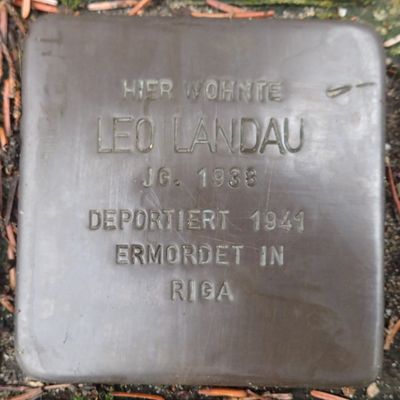 HIER WOHNTE
LEO LANDAU
JG. 1938
DEPORTIERT 1941
ERMORDET IN
RIGA